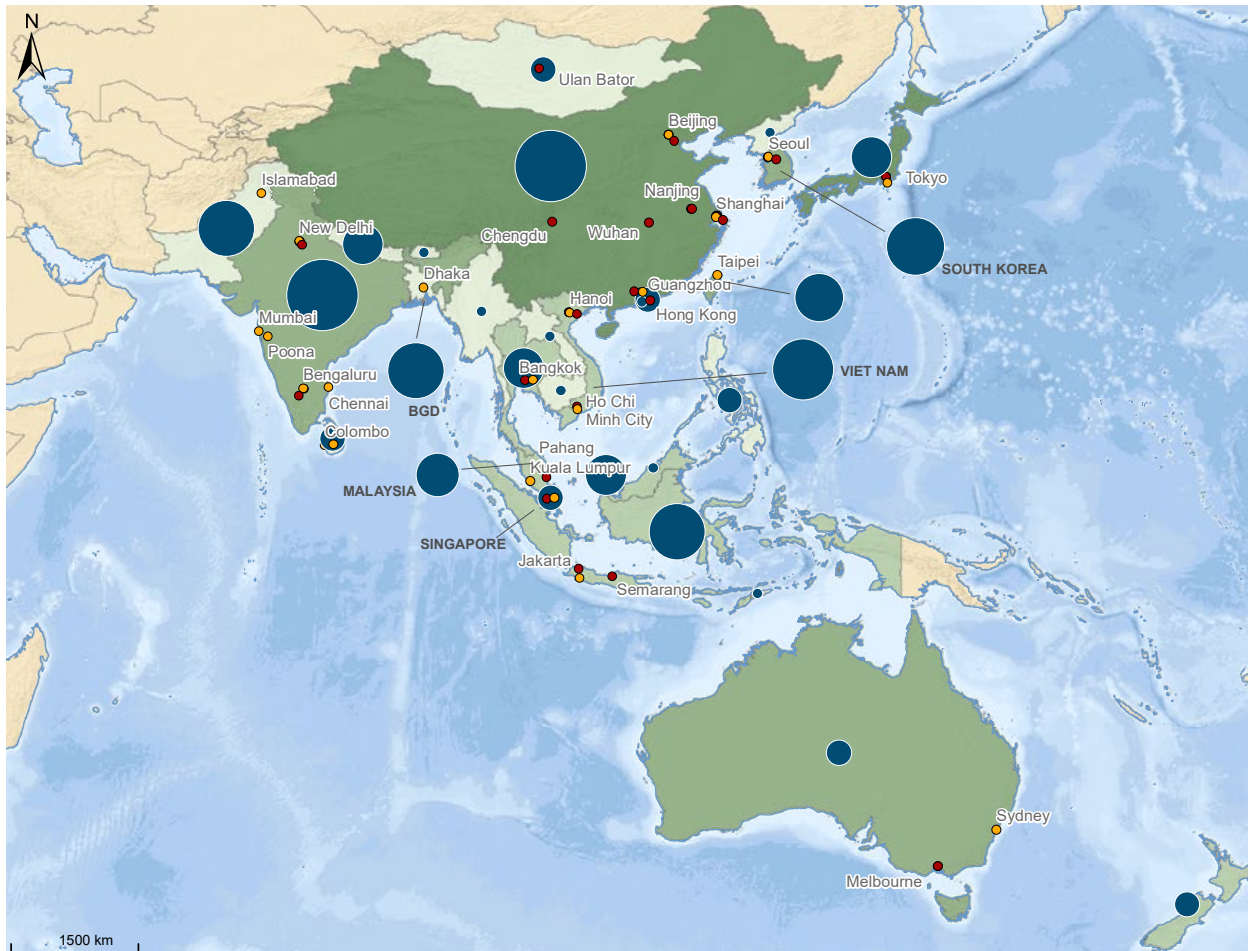 N
Ulan Bator
Beijing
Seoul
Islamabad
Tokyo
Nanjing
Shanghai
New Delhi
Chengdu
Wuhan
SOUTH KOREA
Taipei
Dhaka
Guangzhou
Hanoi
Hong Kong
Mumbai
Poona
Bangkok
VIET NAM
Bengaluru
Chennai
BGD
Ho Chi
Minh City
Colombo
Pahang
Kuala Lumpur
MALAYSIA
SINGAPORE
Jakarta
Semarang
Sydney
Melbourne
1500 km